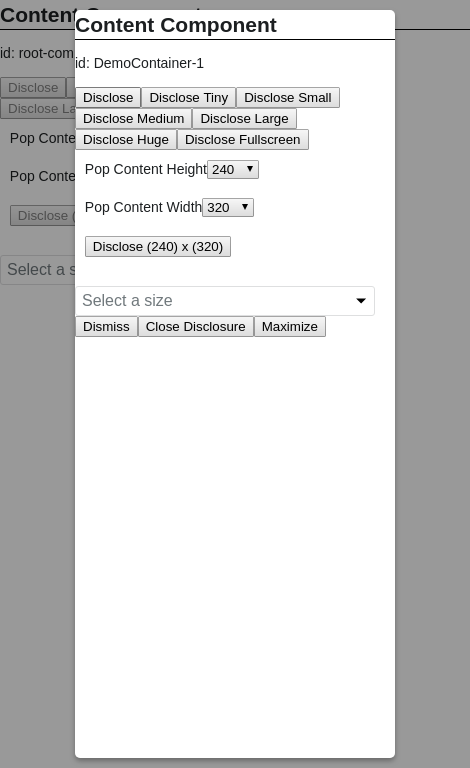 Content Component
Content Component
id: root-com
id: DemoContainer-1
Disclose
Disclose Disclose Tiny Disclose Small
Disclose La
Disclose Medium Disclose Large
Disclose Huge Disclose Fullscreen
Pop Conte
Pop Content Height 240
Pop Conte
Pop Content Width 320
Disclose (
Disclose (240) x (320)
Select a s
Select a size
Dismiss Close Disclosure Maximize